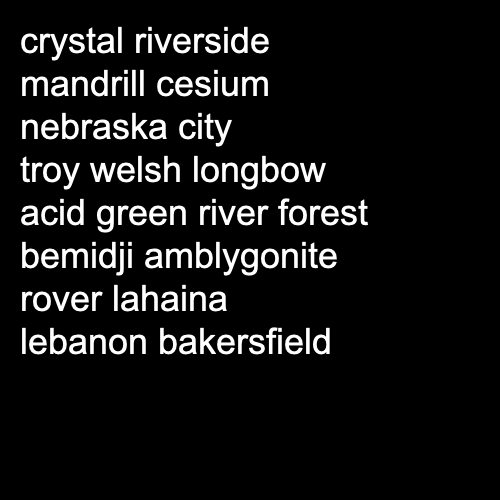 crystal riverside
mandrill cesium
nebraska city
troy welsh longbow
acid green river forest
bemidji amblygonite
rover lahaina
lebanon bakersfield